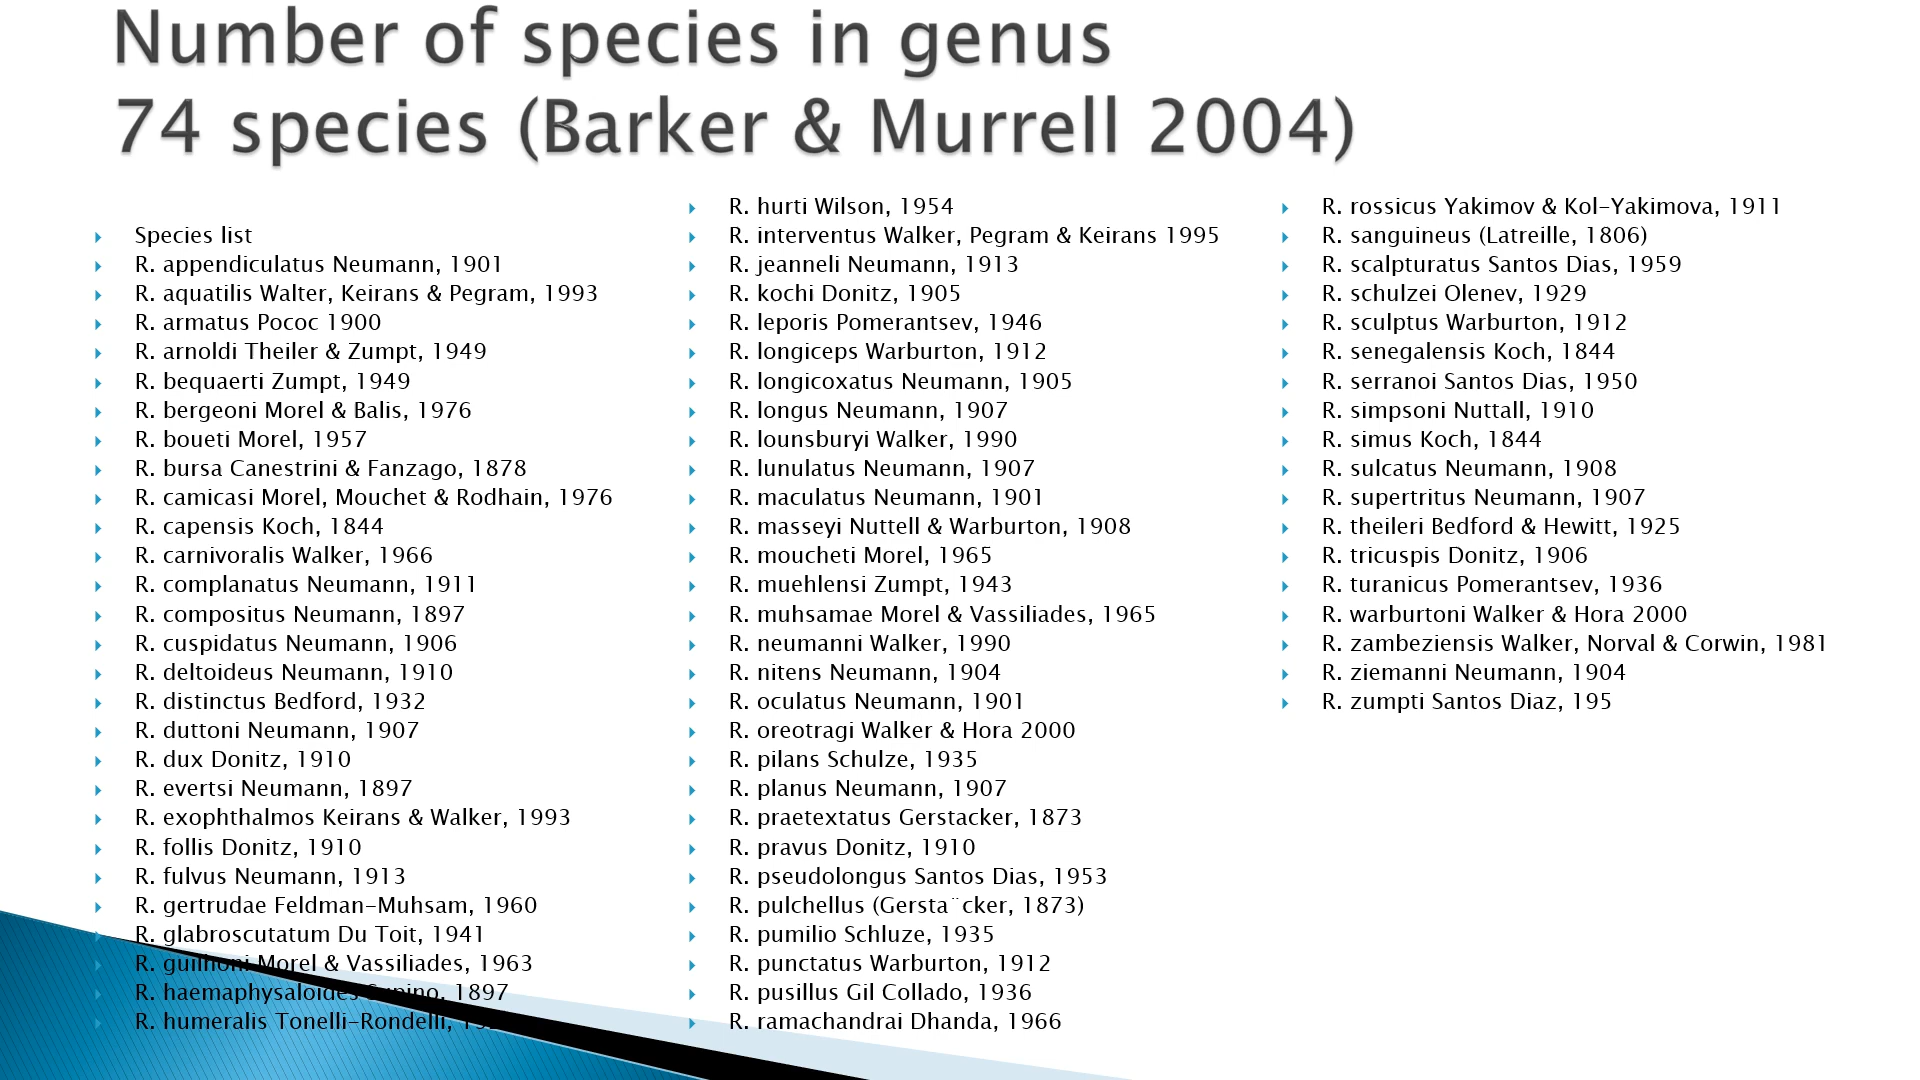 Number of species in genus
74 species (Barker & Murrell 2004)
Species list
R. appendiculatus Neumann, 1901
R. aquatilis Walter, Keirans & Pegram, 1993
R. armatus Pococ 1900
R. arnoldi Theiler & Zumpt, 1949
R. bequaerti Zumpt, 1949
R. bergeoni Morel & Balis, 1976
R. boueti Morel, 1957
R. bursa Canestrini & Fanzago, 1878
R. camicasi Morel, Mouchet & Rodhain, 1976
R. capensis Koch, 1844
R. carnivoralis Walker, 1966
R. complanatus Neumann, 1911
R. compositus Neumann, 1897
R. cuspidatus Neumann, 1906
R. deltoideus Neumann, 1910
R. distinctus Bedford, 1932
R. duttoni Neumann, 1907
R. dux Donitz, 1910
R. evertsi Neumann, 1897
R. exophthalmos Keirans & Walker, 1993
R. follis Donitz, 1910
R. fulvus Neumann, 1913
R. gertrudae Feldman-Muhsam, 1960
R. glabroscutatum Du Toit, 1941
R. guilhoni Morel & Vassiliades, 1963
R. haemaphysaloides Supino, 1897
R. humeralis Tonelli-Rondelli,
R. hurti Wilson, 1954
R. interventus Walker, Pegram & Keirans 1995
R. jeanneli Neumann, 1913
R. kochi Donitz, 1905
R. leporis Pomerantsev, 1946
R. longiceps Warburton, 1912
R. longicoxatus Neumann, 1905
R. longus Neumann, 1907
R. lounsburyi Walker, 1990
R. lunulatus Neumann, 1907
R. maculatus Neumann, 1901
R. masseyi Nuttell & Warburton, 1908
R. moucheti Morel, 1965
R. muehlensi Zumpt, 1943
R. muhsamae Morel & Vassiliades, 1965
R. neumanni Walker, 1990
R. nitens Neumann, 1904
R. oculatus Neumann, 1901
R. oreotragi Walker & Hora 2000
R. pilans Schulze, 1935
R. planus Neumann, 1907
R. praetextatus Gerstacker, 1873
R. pravus Donitz, 1910
R. pseudolongus Santos Dias, 1953
R. pulchellus (Gersta¨cker, 1873)
R. pumilio Schluze, 1935
R. punctatus Warburton, 1912
R. pusillus Gil Collado, 1936
R. ramachandrai Dhanda, 1966
R. rossicus Yakimov & Kol-Yakimova, 1911
R. sanguineus (Latreille, 1806)
R. scalpturatus Santos Dias, 1959
R. schulzei Olenev, 1929
R. sculptus Warburton, 1912
R. senegalensis Koch, 1844
R. serranoi Santos Dias, 1950
R. simpsoni Nuttall, 1910
R. simus Koch, 1844
R. sulcatus Neumann, 1908
R. supertritus Neumann, 1907
R. theileri Bedford & Hewitt, 1925
R. tricuspis Donitz, 1906
R. turanicus Pomerantsev, 1936
R. warburtoni Walker & Hora 2000
R. zambeziensis Walker, Norval & Corwin, 1981
R. ziemanni Neumann, 1904
R. zumpti Santos Diaz, 195